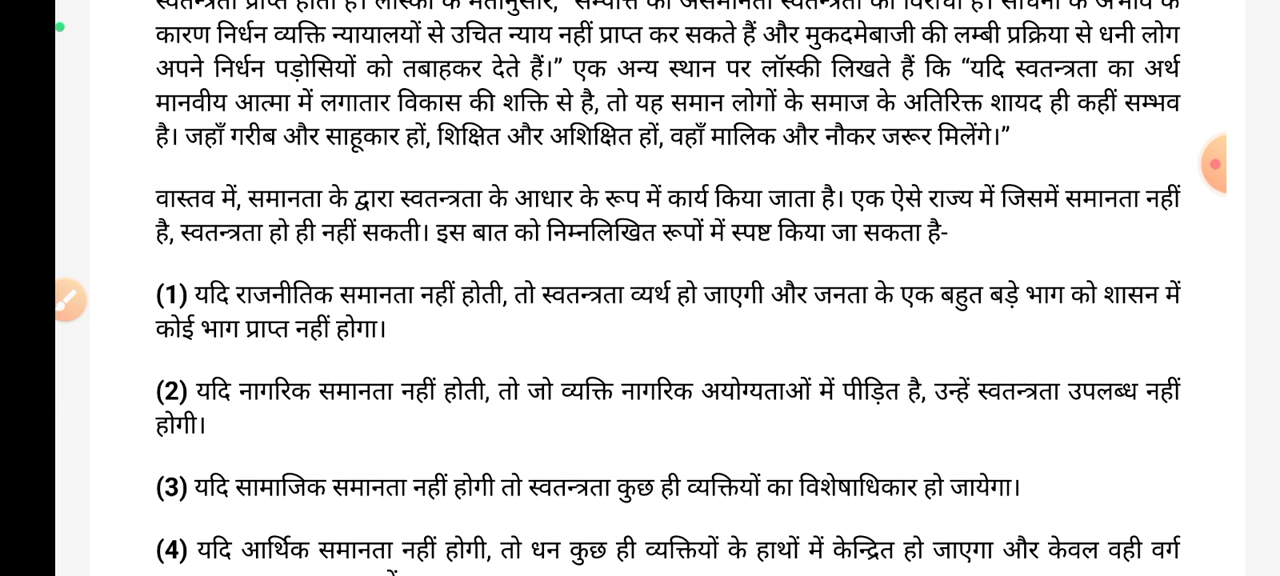 कारण निर्धन व्यक्ति न्यायालयों से उचित न्याय नहीं प्राप्त कर सकते हैं और मुकदमेबाजी की लम्बी प्रक्रिया से धनी लोग
अपने निर्धन पड़ोसियों को तबाहकर देते हैं।” एक अन्य स्थान पर लॉस्की लिखते हैं कि “यदि स्वतन्त्रता का अर्थ
मानवीय आत्मा में लगातार विकास की शक्ति से है, तो यह समान लोगों के समाज के अतिरिक्त शायद ही कहीं सम्भव
है। जहाँ गरीब और साहूकार हों, शिक्षित और अशिक्षित हों, वहाँ मालिक और नौकर जरूर मिलेंगे।”
वास्तव में, समानता के द्वारा स्वतन्त्रता के आधार के रूप में कार्य किया जाता है। एक ऐसे राज्य में जिसमें समानता नहीं
है, स्वतन्त्रता हो ही नहीं सकती। इस बात को निम्नलिखित रूपों में स्पष्ट किया जा सकता है-
(1) यदि राजनीतिक समानता नहीं होती, तो स्वतन्त्रता व्यर्थ हो जाएगी और जनता के एक बहुत बड़े भाग को शासन में
कोई भाग प्राप्त नहीं होगा।
(2) यदि नागरिक समानता नहीं होती, तो जो व्यक्ति नागरिक अयोग्यताओं में पीड़ित है, उन्हें स्वतन्त्रता उपलब्ध नहीं
होगी।
(3) यदि सामाजिक समानता नहीं होगी तो स्वतन्त्रता कुछ ही व्यक्तियों का विशेषाधिकार हो जायेगा।
(4) यदि आर्थिक समानता नहीं होगी, तो धन कुछ ही व्यक्तियों के हाथों में केन्द्रित हो जाएगा और केवल वही वर्ग